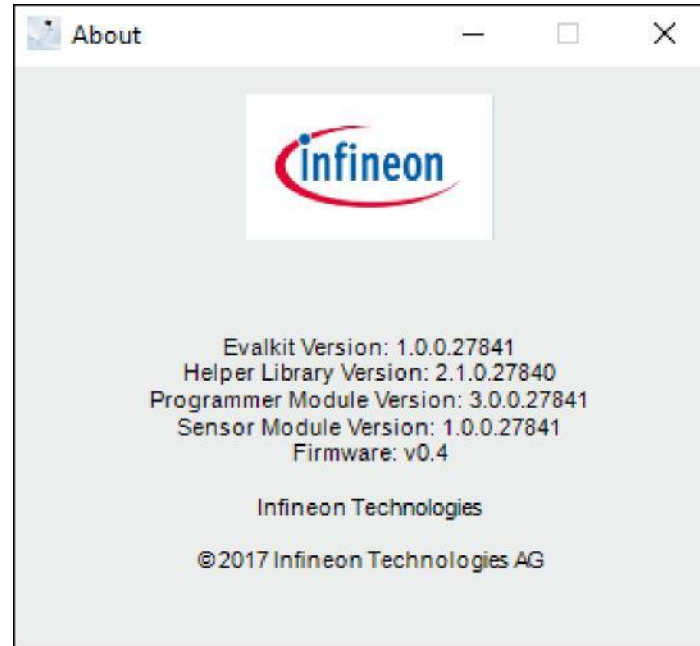 About
infineon
Evalkit Version: 1.0.0.27841
Helper Library Version: 2.1.0.27840
Programmer Module Version: 3.0.0.27841
Sensor Module Version: 1.0.0.27841
Firmware: v0.4
Infineon Technologies
©2017 Infineon Technologies AG